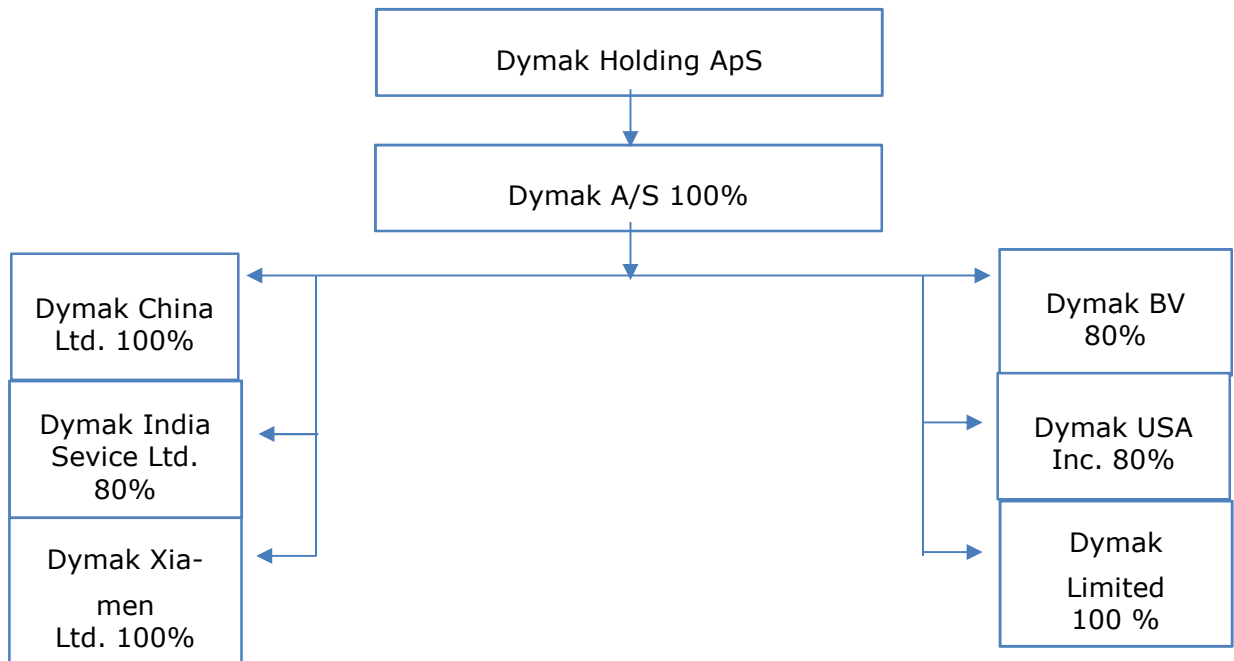 Dymak Holding ApS
Dymak A/S 100%
Dymak China
Ltd. 100%
Dymak India
Sevice Ltd.
80%
Dymak Xia-
men
Ltd. 100%
Dymak BV
80%
Dymak USA
Inc. 80%
Dymak
Limited
100 %